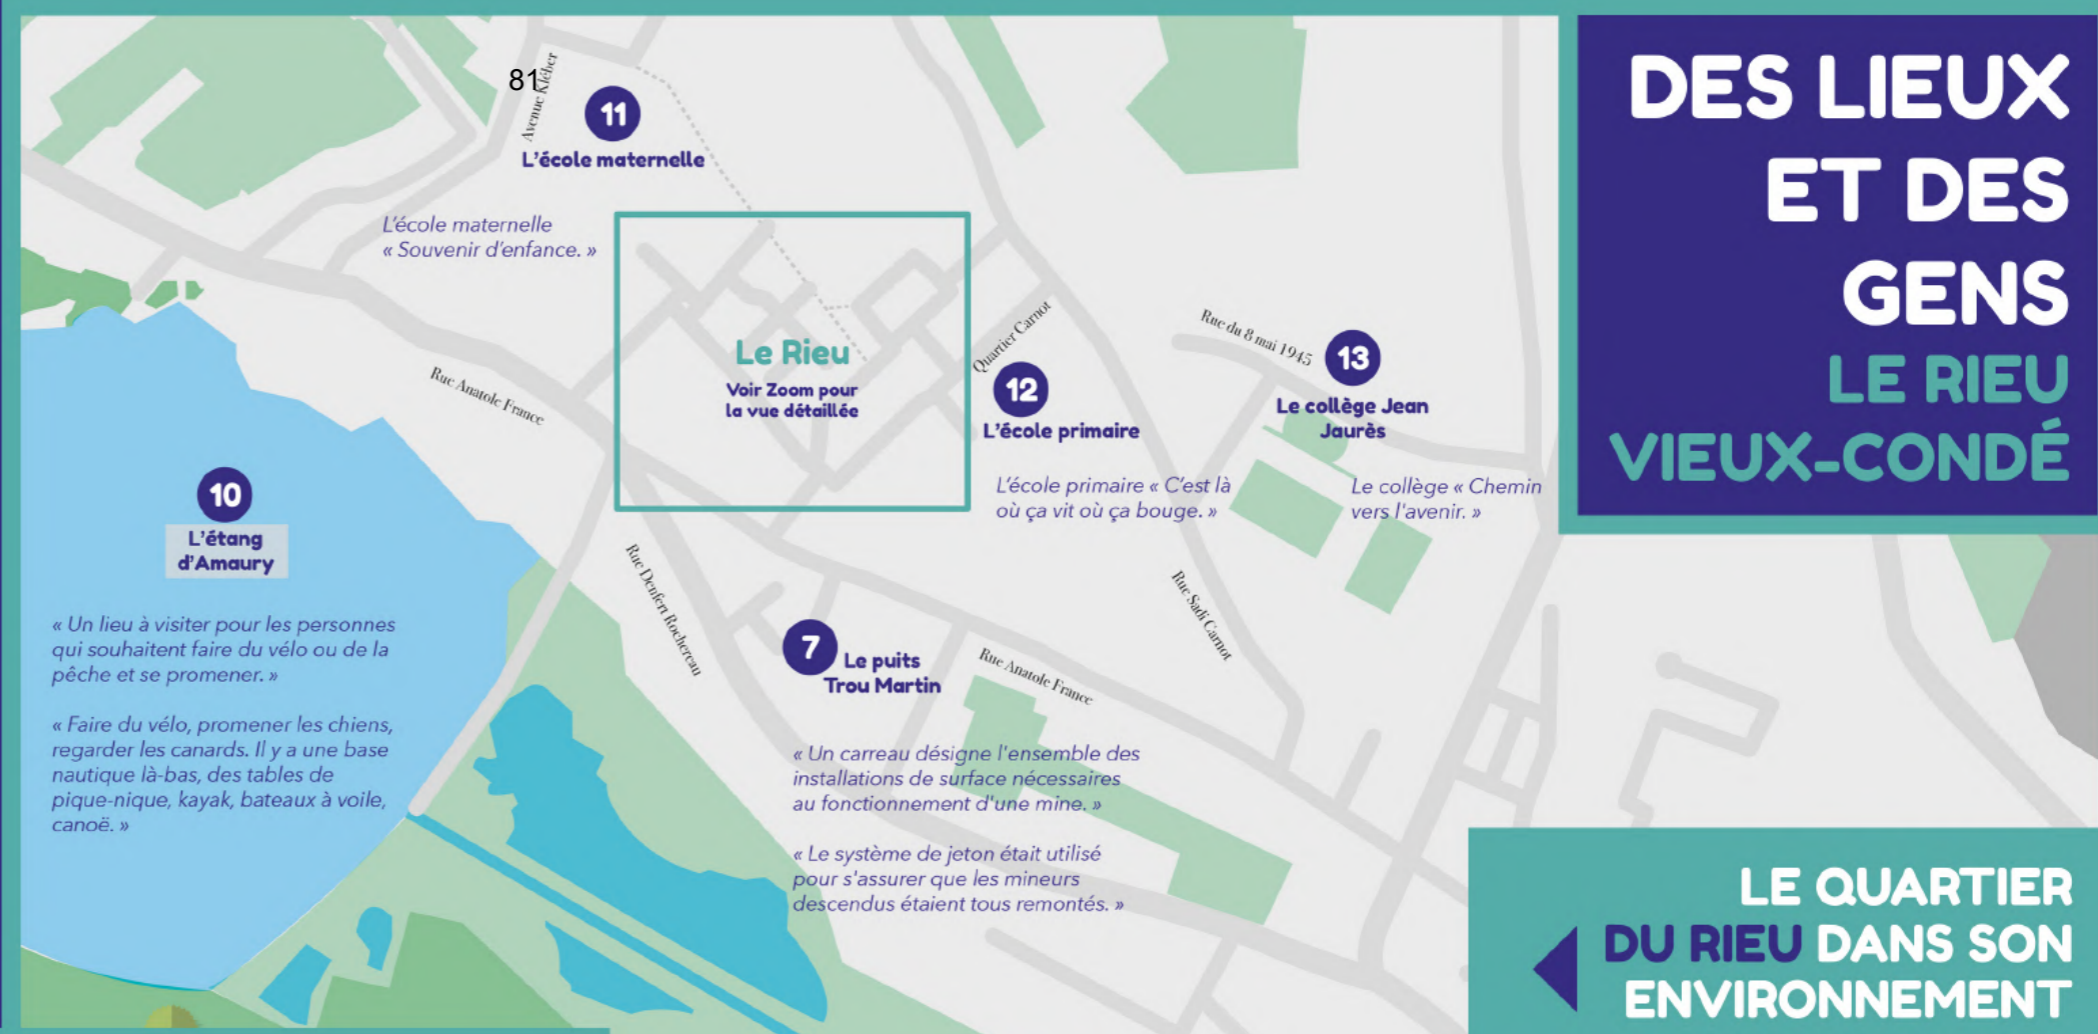 DES LIEUX
ET DES
GENS
LE RIEU
VIEUX-CONDÉ
81
Avenue Kléber
11
L'école maternelle
L'école maternelle
« Souvenir d'enfance. »
Le Rieu
Voir Zoom pour
la vue détaillée
Quartier Carnot
12
L'école primaire
L'école primaire « C'est là
où ça vit où ça bouge. »
Rue du 8 mai 1945
13
Le collège Jean
Jaurès
Le collège « Chemin
vers l'avenir. »
Rue Anatole France
10
L'étang
d'Amaury
« Un lieu à visiter pour les personnes
qui souhaitent faire du vélo ou de la
pêche et se promener. »
« Faire du vélo, promener les chiens,
regarder les canards. Il y a une base
nautique là-bas, des tables de
pique-nique, kayak, bateaux à voile,
canoë. »
Rue Denfert Rochereau
7
Le puits
Trou Martin
Rue Anatole France
Rue Sadi Carnot
« Un carreau désigne l'ensemble des
installations de surface nécessaires
au fonctionnement d'une mine. »
« Le système de jeton était utilisé
pour s'assurer que les mineurs
descendus étaient tous remontés. »
LE QUARTIER
DU RIEU DANS SON
ENVIRONNEMENT